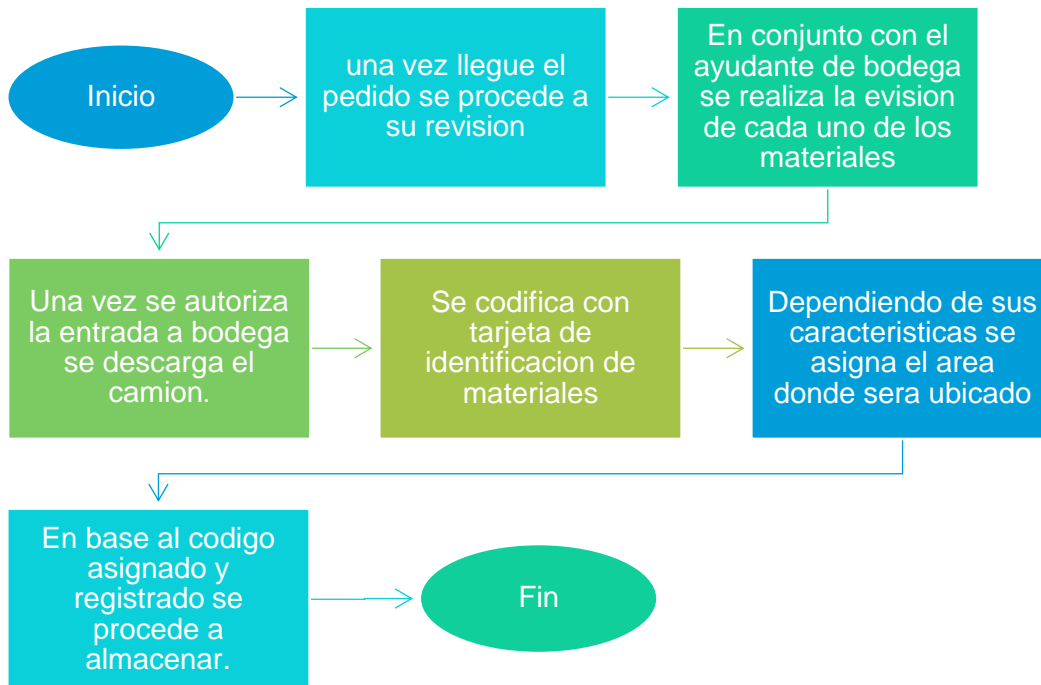 Inicio
una vez llegue el
pedido se procede a
su revision
En conjunto con el
ayudante de bodega
se realiza la evision
de cada uno de los
materiales
Una vez se autoriza
la entrada a bodega
se descarga el
camion.
Se codifica con
tarjeta de
identificacion de
materiales
Dependiendo de sus
caracteristicas se
asigna el area
donde sera ubicado
En base al codigo
asignado y
registrado se
procede a
almacenar.
Fin